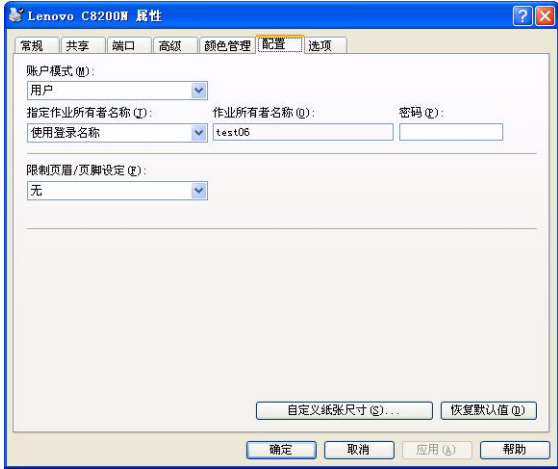 Lenovo C8200N 属性
常规 共享 端口 高级 颜色管理 配置 选项
账户模式(M):
用户
指定作业所有者名称(T): 作业所有者名称(O): 密码(P):
使用登录名称 test06
限制页眉/页脚设定(F):
无
自定义纸张尺寸(S)... 恢复默认值(D)
确定 取消 应用(A) 帮助